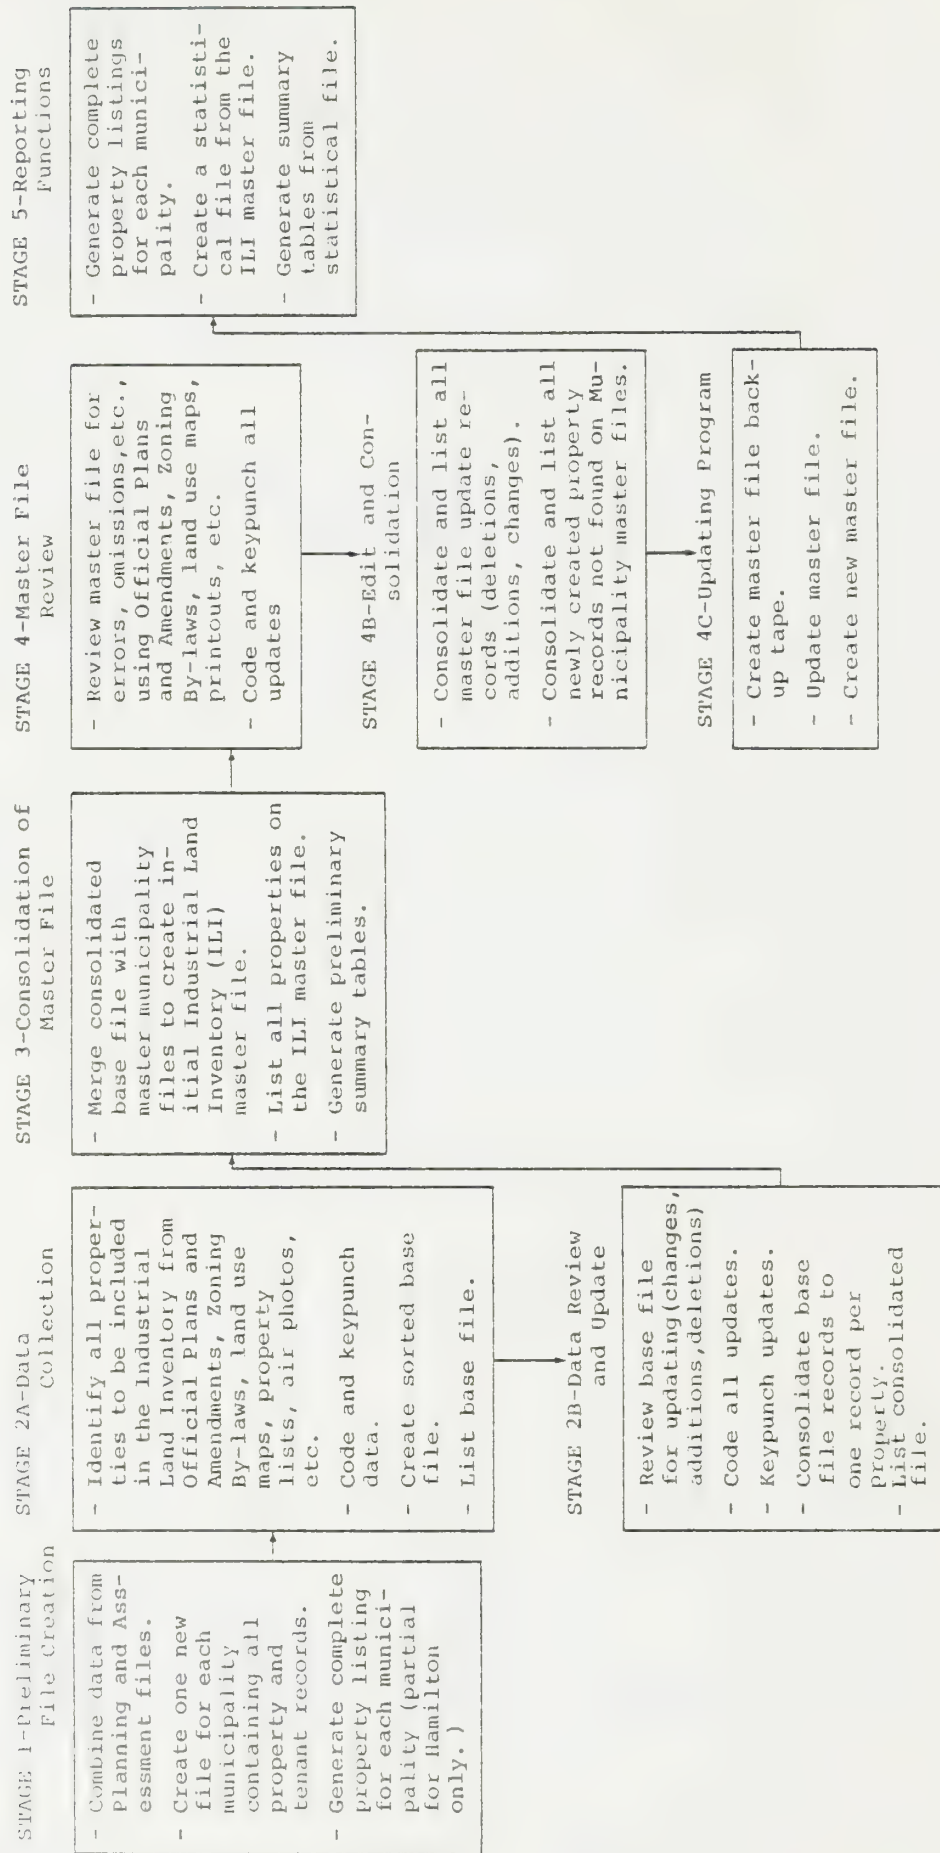 STAGE 1-Preliminary
File Creation
- Combine data from
Planning and Ass-
essment files.
- Create one new
file for each
municipality
containing all
property and
tenant records.
- Generate complete
property listing
for each munici-
pality (partial
for Hamilton
only.)
STAGE 2A-Data
Collection
- Identify all proper-
ties to be included
in the Industrial
Land Inventory from
Official Plans and
Amendments, Zoning
By-laws, land use
maps, property
lists, air photos,
etc.
- Code and keypunch
data.
- Create sorted base
file.
- List base file.
STAGE 2B-Data Review
and Update
- Review base file
for updating(changes,
additions,deletions)
- Code all updates.
- Keypunch updates.
- Consolidate base
file records to
one record per
property.
- List consolidated
file.
STAGE 3-Consolidation of
Master File
- Merge consolidated
base file with
master municipality
files to create in-
itial Industrial Land
Inventory (ILI)
master file.
- List all properties on
the ILI master file.
- Generate preliminary
summary tables.
STAGE 4-Master File
Review
- Review master file for
errors, omissions,etc.,
using Official Plans
and Amendments, Zoning
By-laws, land use maps,
printouts, etc.
- Code and keypunch all
updates
STAGE 4B-Edit and Con-
solidation
- Consolidate and list all
master file update re-
cords (deletions,
additions, changes).
- Consolidate and list all
newly created property
records not found on Mu-
nicipality master files.
STAGE 4C-Updating Program
- Create master file back-
up tape.
- Update master file.
- Create new master file.
STAGE 5-Reporting
Functions
- Generate complete
property listings
for each munici-
pality.
- Create a statisti-
cal file from the
ILI master file.
- Generate summary
tables from
statistical file.